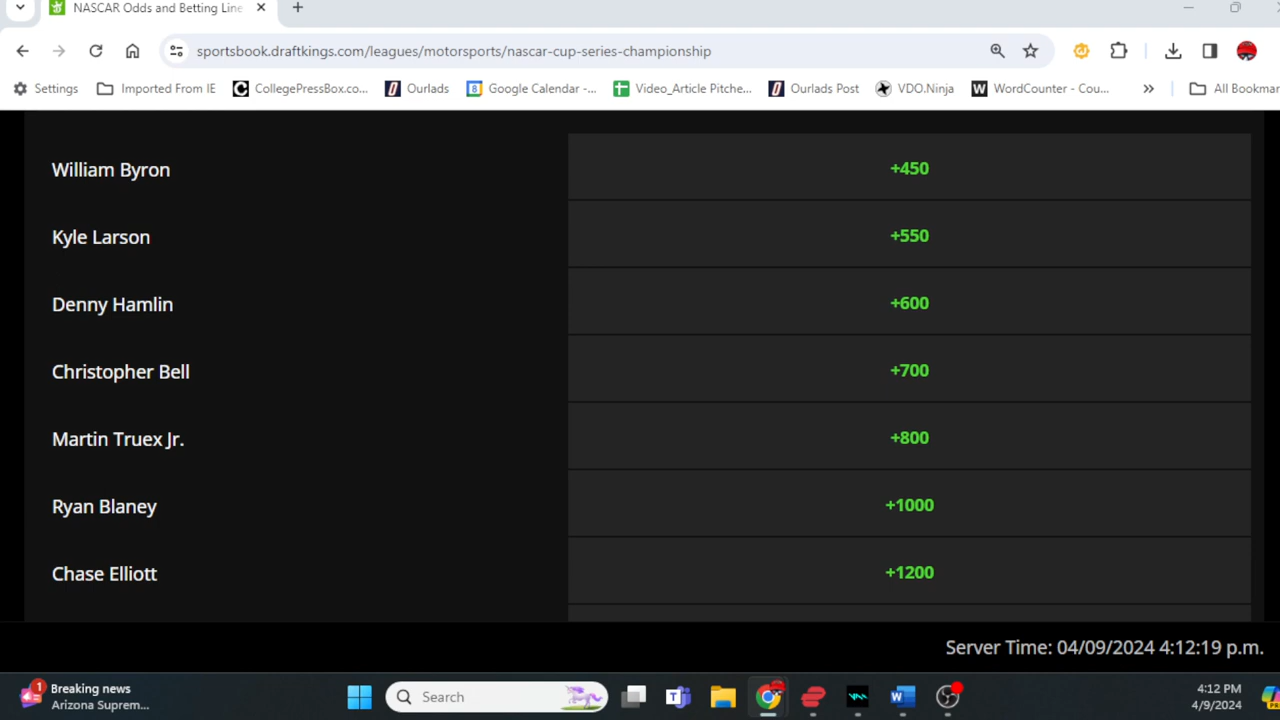 NASCAR Odds and Betting Line
sportsbook.draftkings.com/leagues/motorsports/nascar-cup-series-championship
Settings Imported From IE CollegePressBox.co... Ourlads Google Calendar -... Video_Article Pitche... Ourlads Post VDO.Ninja WordCounter - Cou... All Bookmar
William Byron +450
Kyle Larson +550
Denny Hamlin +600
Christopher Bell +700
Martin Truex Jr. +800
Ryan Blaney +1000
Chase Elliott +1200
Server Time: 04/09/2024 4:12:19 p.m.
1 Breaking news
Arizona Suprem...
Search
4:12 PM
4/9/2024